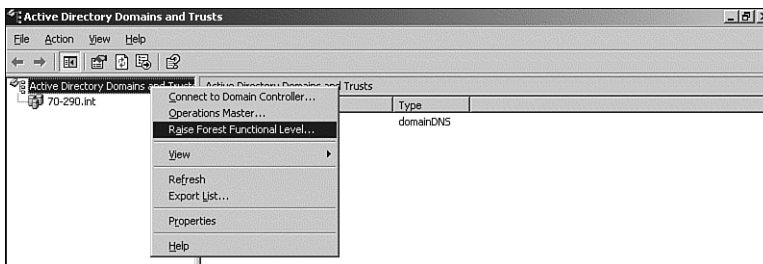 Active Directory Domains and Trusts
File Action View Help
Active Directory Domains and Trust
Active Directory Domains and Trusts
70-290.int
Type
domainDNS
Connect to Domain Controller...
Operations Master...
Raise Forest Functional Level...
View
Refresh
Export List...
Properties
Help